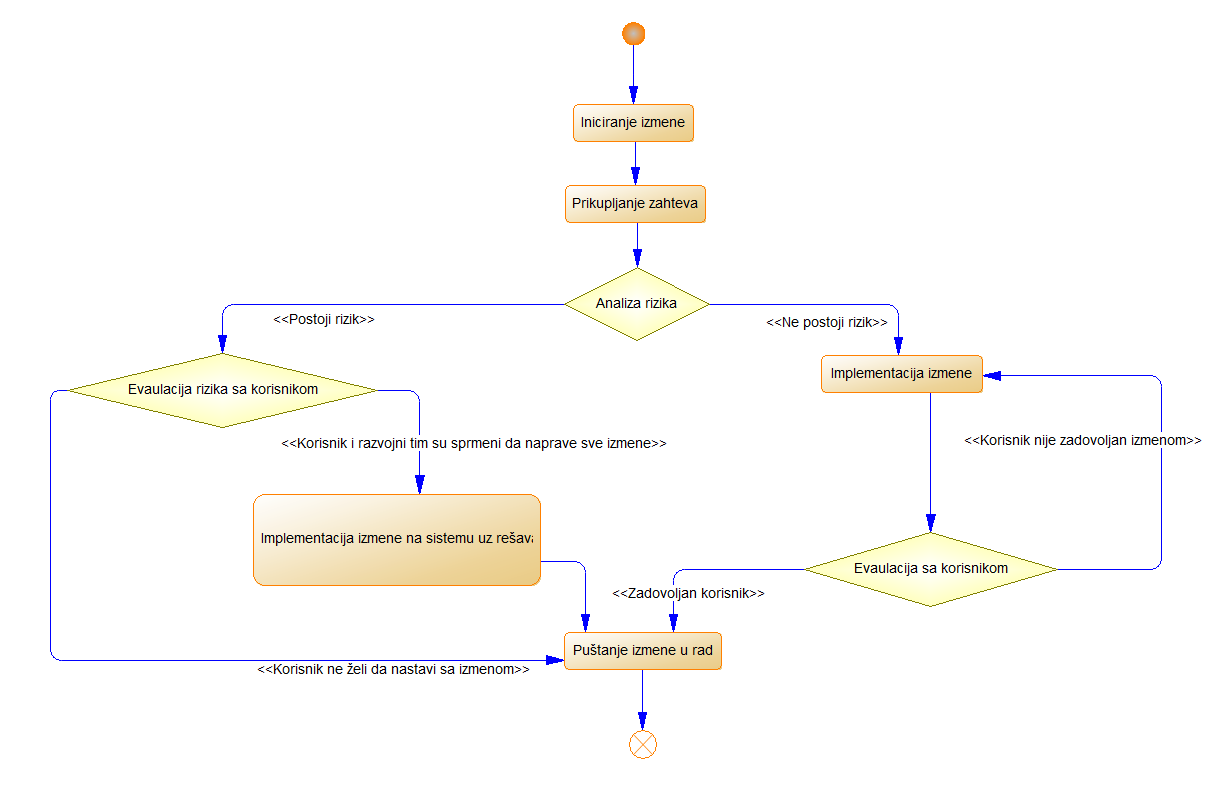 Iniciranje izmene
Prikupljanje zahteva
Analiza rizika
<<Postoji rizik>>
<<Ne postoji rizik>>
Evaulacija rizika sa korisnikom
Implementacija izmene
<<Korisnik i razvojni tim su sprmeni da naprave sve izmene>>
<<Korisnik nije zadovoljan izmenom>>
Implementacija izmene na sistemu uz rešava
Evaulacija sa korisnikom
<<Zadovoljan korisnik>>
Puštanje izmene u rad
<<Korisnik ne želi da nastavi sa izmenom>>